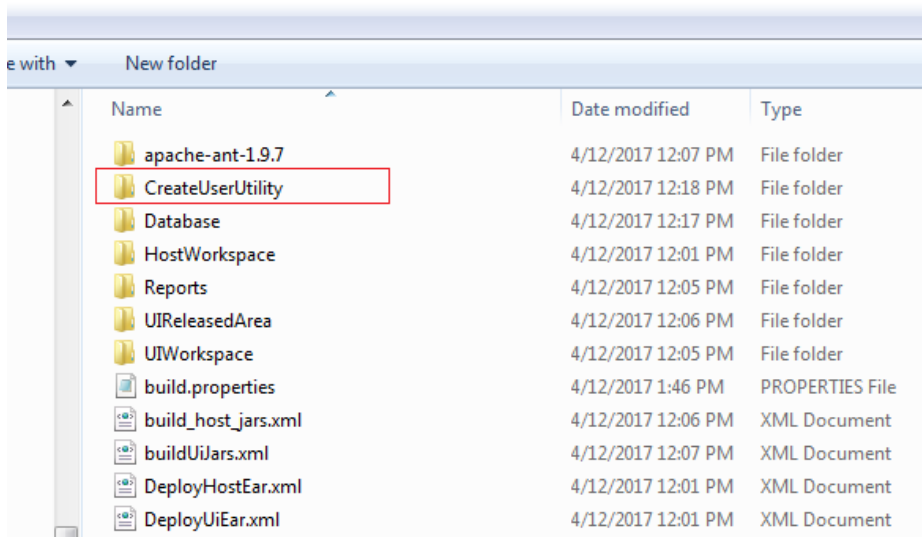 e with New folder
Name Date modified Type
apache-ant-1.9.7 4/12/2017 12:07 PM File folder
CreateUserUtility 4/12/2017 12:18 PM File folder
Database 4/12/2017 12:17 PM File folder
HostWorkspace 4/12/2017 12:01 PM File folder
Reports 4/12/2017 12:05 PM File folder
UIReleasedArea 4/12/2017 12:06 PM File folder
UIWorkspace 4/12/2017 12:05 PM File folder
build.properties 4/12/2017 1:46 PM PROPERTIES File
build_host_jars.xml 4/12/2017 12:06 PM XML Document
buildUiJars.xml 4/12/2017 12:07 PM XML Document
DeployHostEar.xml 4/12/2017 12:01 PM XML Document
DeployUiEar.xml 4/12/2017 12:01 PM XML Document